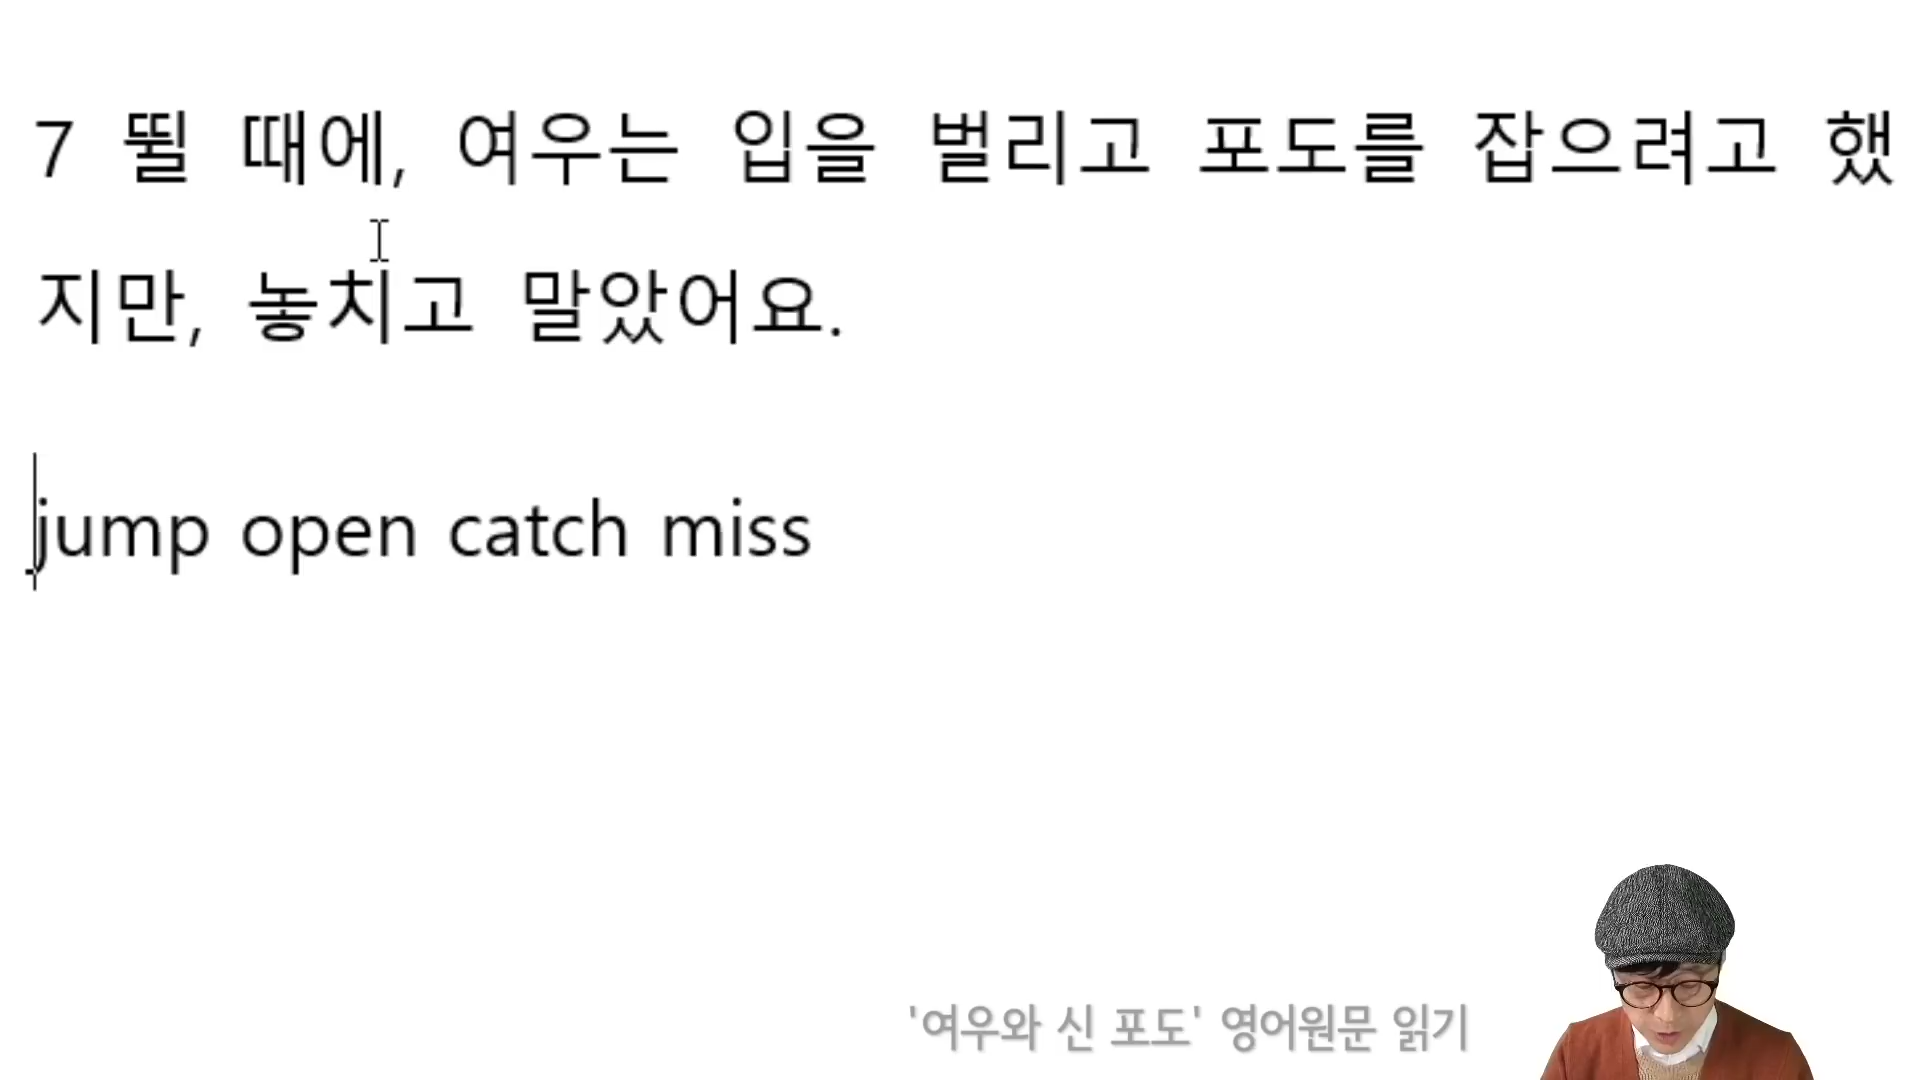 7 뛸 때에, 여우는 입을 벌리고 포도를 잡으려고 했
지만, 놓치고 말았어요.
jump open catch miss
'여우와 신 포도' 영어원문 읽기